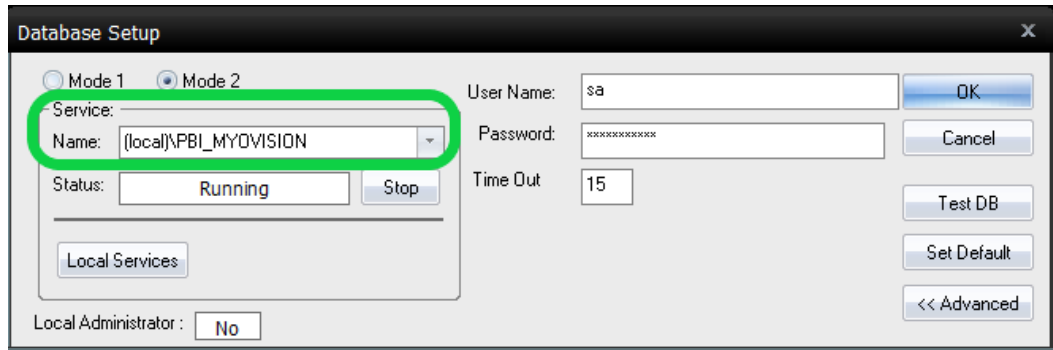 Database Setup
x
Mode 1
Mode 2
Service:
Name: (local)\PBI_MYOVISION
Status: Running
Stop
Local Services
Local Administrator : No
User Name: sa
Password: xxxxxxxxxxx
Time Out 15
OK
Cancel
Test DB
Set Default
<< Advanced